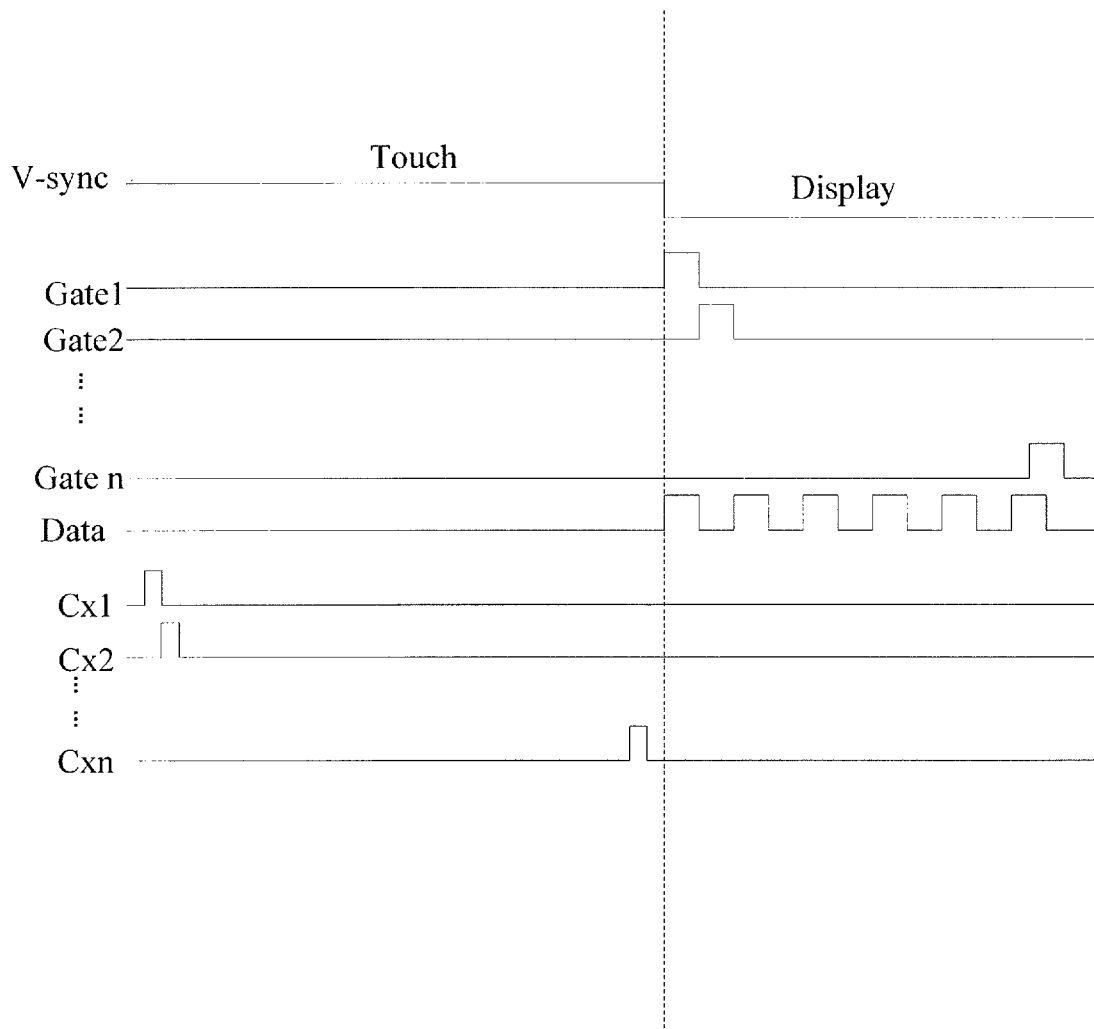 Touch
V-sync
Display
Gate1
Gate2
Gate n
Data
Cx1
Cx2
Cxn